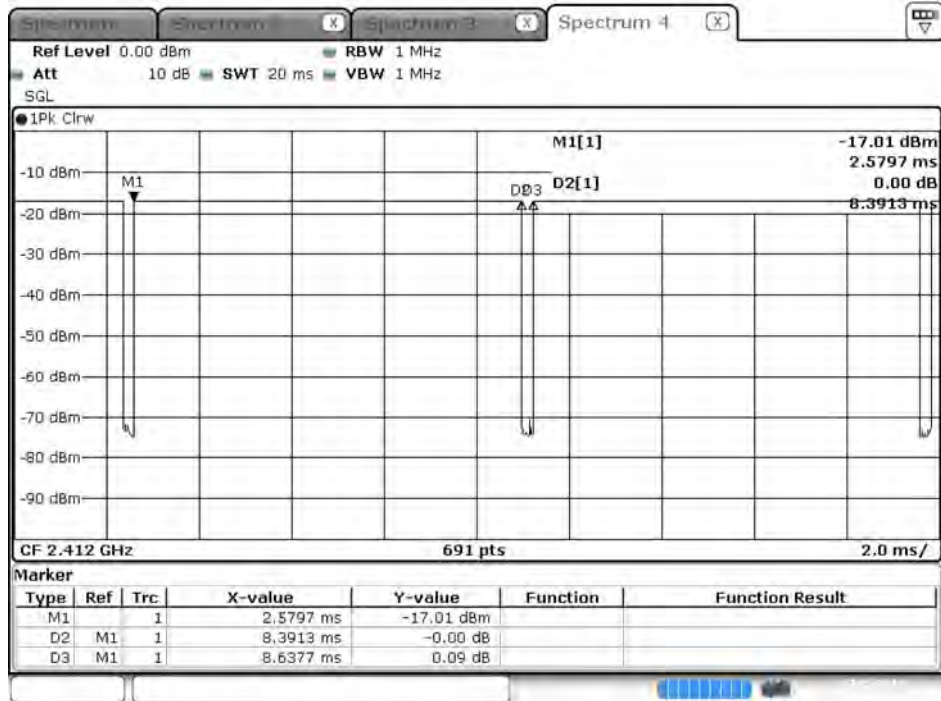 Spectrum 4
Ref Level 0.00 dBm RBW 1 MHz
Att 10 dB SWT 20 ms VBW 1 MHz
SGL
1Pk Clrw
M1[1] -17.01 dBm
2.5797 ms
D2[1] 0.00 dB
8.3913 ms
M1
D2D3
-10 dBm
-20 dBm
-30 dBm
-40 dBm
-50 dBm
-60 dBm
-70 dBm
-80 dBm
-90 dBm
CF 2.412 GHz 691 pts 2.0 ms/
Marker
Type Ref Trc X-value Y-value Function Function Result
M1 1 2.5797 ms -17.01 dBm
D2 M1 1 8.3913 ms -0.00 dB
D3 M1 1 8.6377 ms 0.09 dB